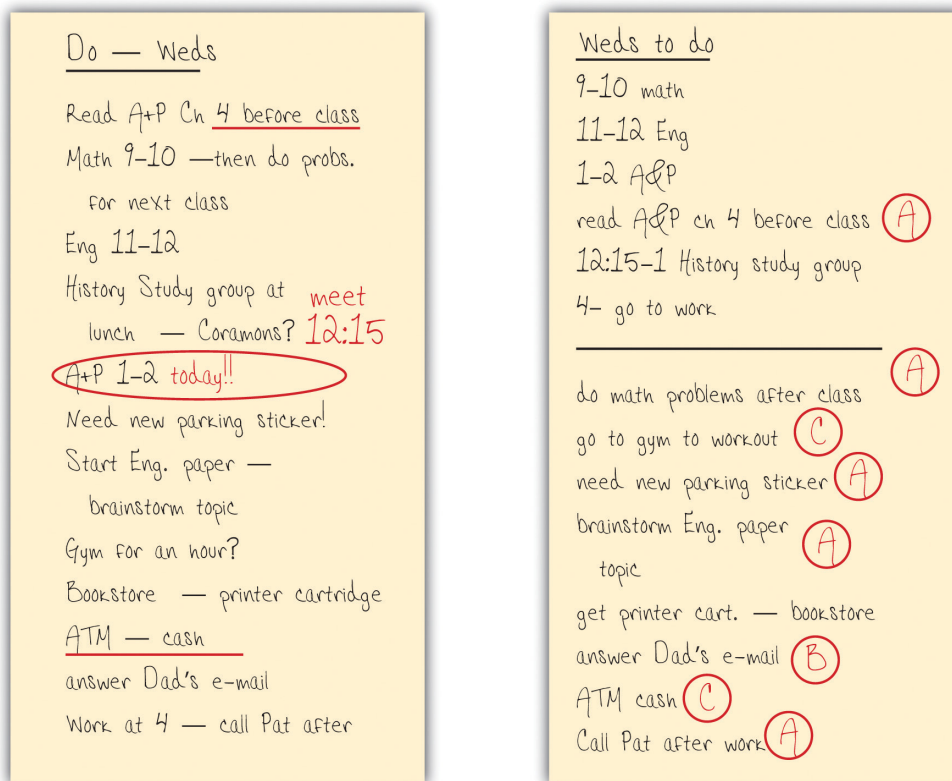 Do — Weds
Read A+P Ch 4 before class
Math 9–10 —then do probs.
for next class
Eng 11–12
History Study group at meet
lunch — Coramons? 12:15
A+P 1–2 today!!
Need new parking sticker!
Start Eng. paper —
brainstorm topic
Gym for an hour?
Bookstore — printer cartridge
ATM — cash
answer Dad's e-mail
Work at 4 — call Pat after
Weds to do
9–10 math
11–12 Eng
1–2 A&P
read A&P ch 4 before class A
12:15–1 History study group
4– go to work
do math problems after class A
go to gym to workout C
need new parking sticker A
brainstorm Eng. paper A
topic
get printer cart. — bookstore
answer Dad's e-mail B
ATM cash C
Call Pat after work A